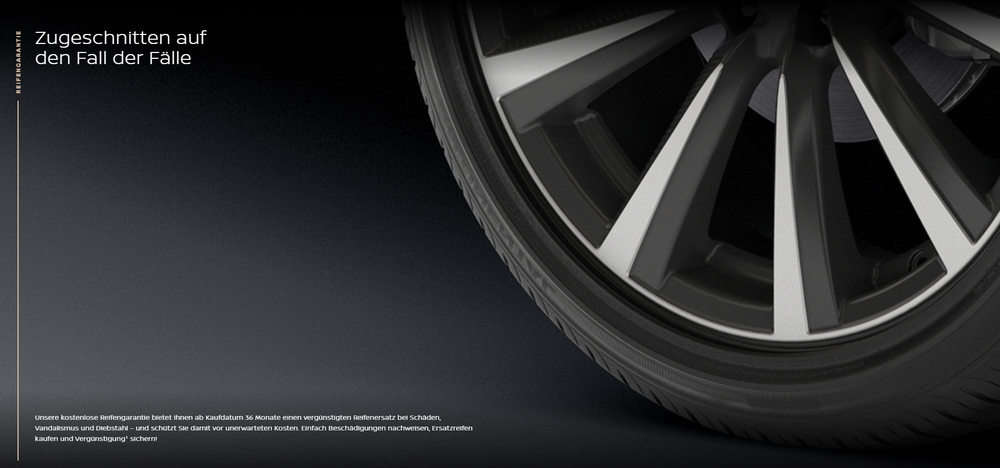 REIFENGARANTIE
Zugeschnitten auf
den Fall der Fälle
Unsere kostenlose Reifengarantie bietet Ihnen ab Kaufdatum 36 Monate einen vergünstigten Reifenersatz bei Schäden,
Vandalismus und Diebstahl – und schützt Sie damit vor unerwarteten Kosten. Einfach Beschädigungen nachweisen, Ersatzreifen
kaufen und Vergünstigung¹ sichern!